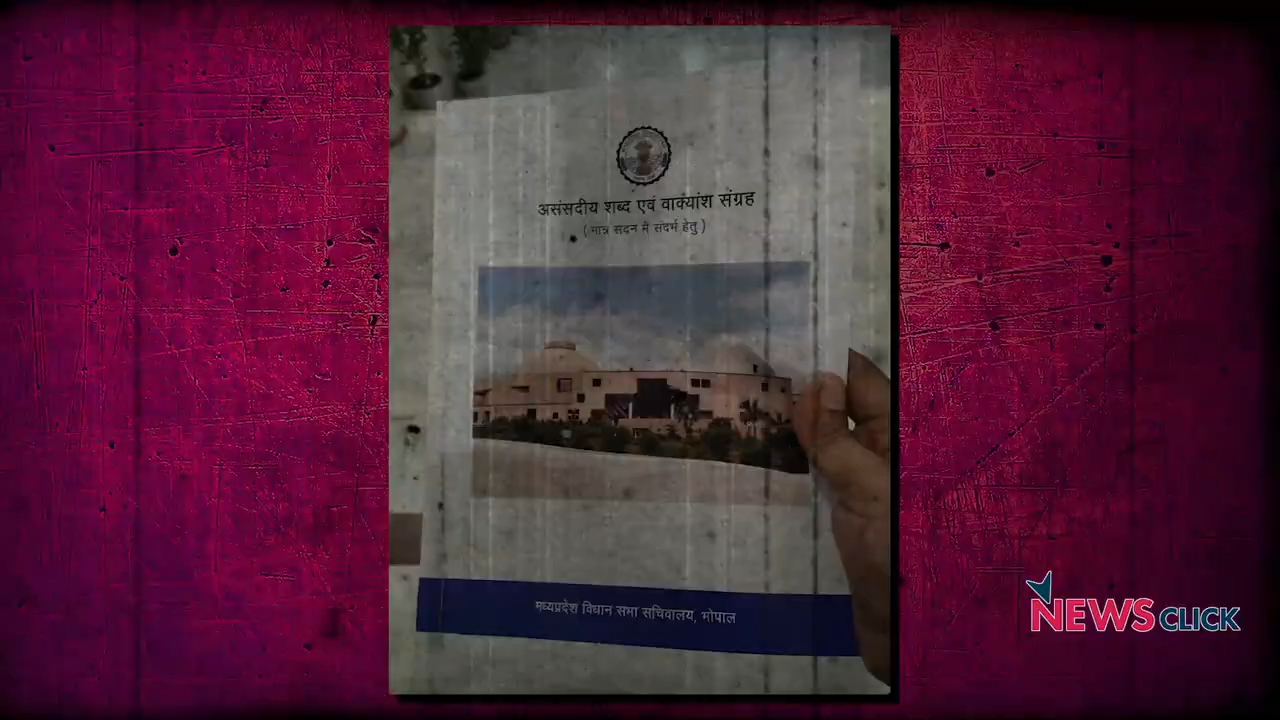 असंसदीय शब्द एवं वाक्यांश संग्रह
( मात्र सदन में संदर्भ हेतु )
मध्यप्रदेश विधान सभा सचिवालय, भोपाल
NEWSCLICK